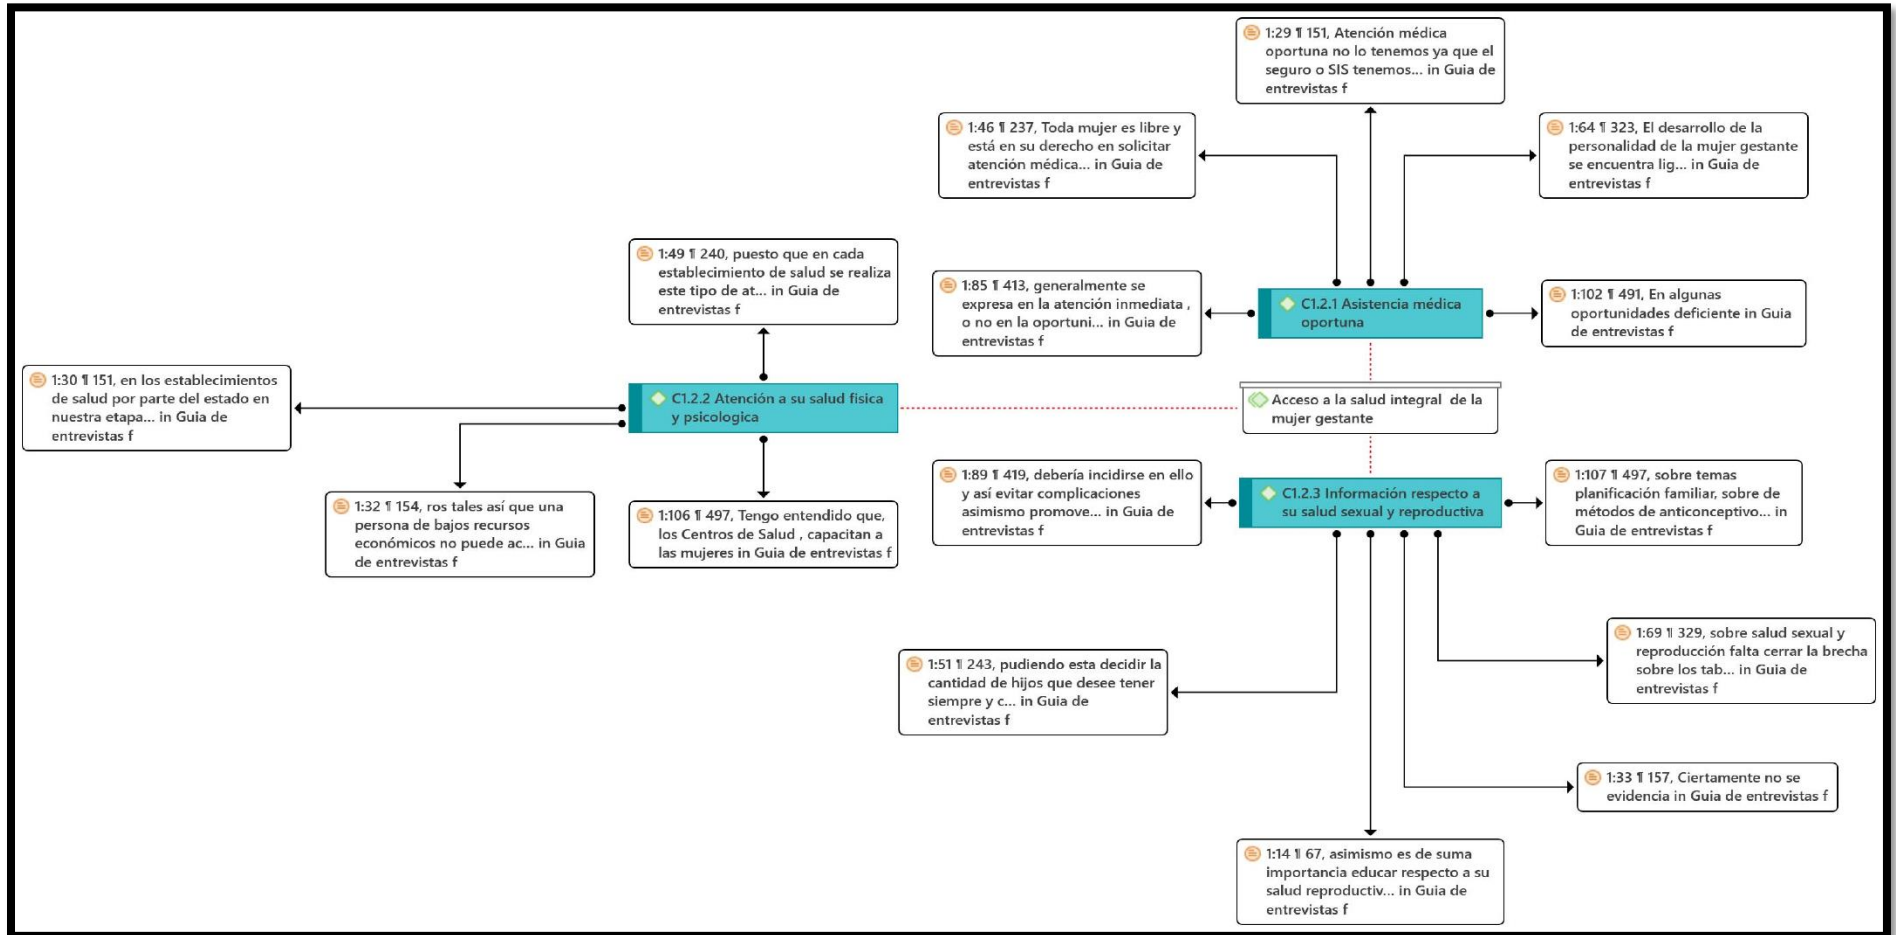 1:29 ¶ 151, Atención médica
oportuna no lo tenemos ya que el
seguro o SIS tenemos... in Guia de
entrevistas f
1:46 ¶ 237, Toda mujer es libre y
está en su derecho en solicitar
atención médica... in Guia de
entrevistas f
1:64 ¶ 323, El desarrollo de la
personalidad de la mujer gestante
se encuentra lig... in Guia de
entrevistas f
1:49 ¶ 240, puesto que en cada
establecimiento de salud se realiza
este tipo de at... in Guia de
entrevistas f
1:85 ¶ 413, generalmente se
expresa en la atención inmediata ,
o no en la oportuni... in Guia de
entrevistas f
C1.2.1 Asistencia médica
oportuna
1:102 ¶ 491, En algunas
oportunidades deficiente in Guia
de entrevistas f
1:30 ¶ 151, en los establecimientos
de salud por parte del estado en
nuestra etapa... in Guia de
entrevistas f
C1.2.2 Atención a su salud fisica
y psicologica
Acceso a la salud integral de la
mujer gestante
1:32 ¶ 154, ros tales así que una
persona de bajos recursos
económicos no puede ac... in Guia
de entrevistas f
1:106 ¶ 497, Tengo entendido que,
los Centros de Salud , capacitan a
las mujeres in Guia de entrevistas f
1:89 ¶ 419, debería incidirse en ello
y así evitar complicaciones
asimismo promove... in Guia de
entrevistas f
C1.2.3 Información respecto a
su salud sexual y reproductiva
1:107 ¶ 497, sobre temas
planificación familiar, sobre de
métodos de anticonceptivo... in
Guia de entrevistas f
1:51 ¶ 243, pudiendo esta decidir la
cantidad de hijos que desee tener
siempre y c... in Guia de
entrevistas f
1:69 ¶ 329, sobre salud sexual y
reproducción falta cerrar la brecha
sobre los tab... in Guia de
entrevistas f
1:33 ¶ 157, Ciertamente no se
evidencia in Guia de entrevistas f
1:14 ¶ 67, asimismo es de suma
importancia educar respecto a su
salud reproductiv... in Guia de
entrevistas f